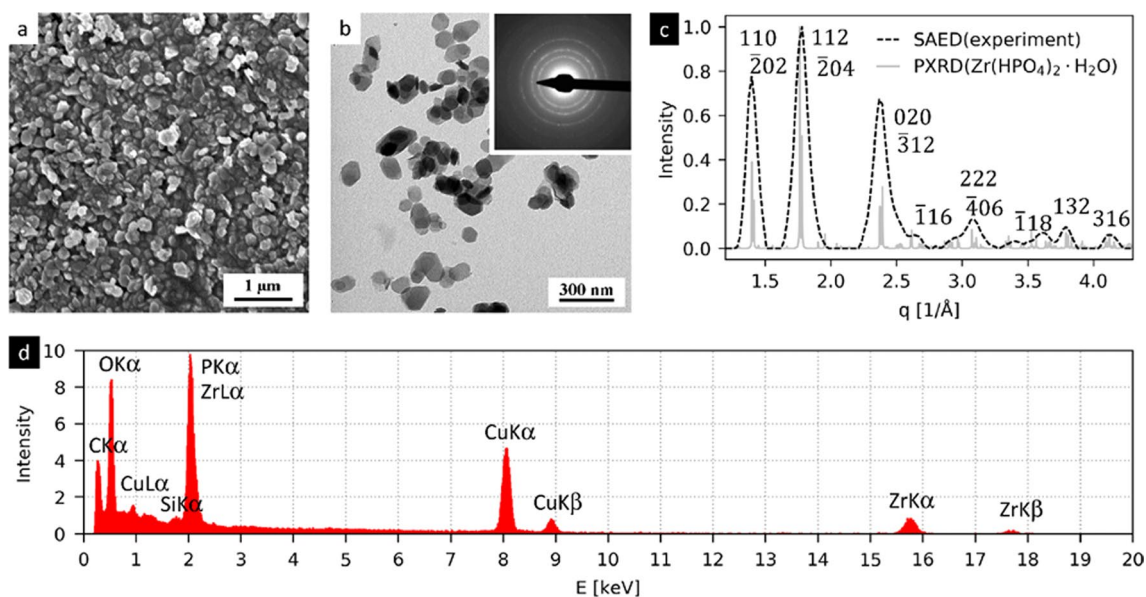 a
1 μm
b
300 nm
c
1.0
0.8
0.6
0.4
0.2
0.0
Intensity
110
2̅02
112
2̅04
020
3̅12
1̅16
222
4̅06
1̅18
132
316
SAED(experiment)
PXRD(Zr(HPO4)2 · H2O)
1.5 2.0 2.5 3.0 3.5 4.0
q [1/Å]
d
10
8
6
4
2
0
Intensity
CKα
OKα
CuLα
SiKα
PKα
ZrLα
CuKα
CuKβ
ZrKα
ZrKβ
0 1 2 3 4 5 6 7 8 9 10 11 12 13 14 15 16 17 18 19 20
E [keV]